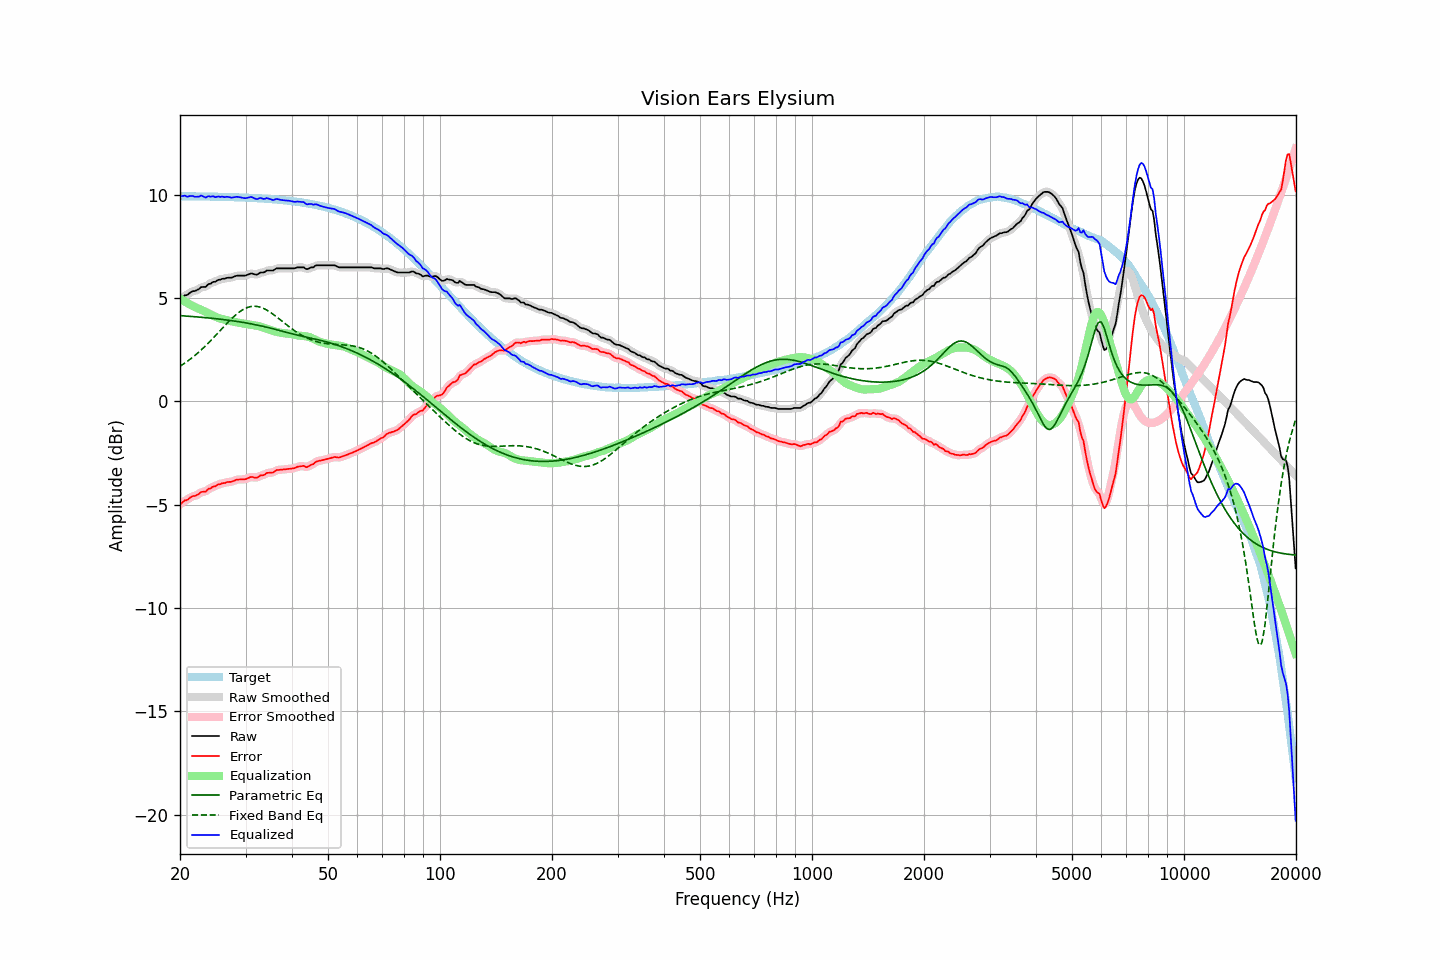 Vision Ears Elysium
Amplitude (dBr)
10
5
0
−5
−10
−15
−20
Target
Raw Smoothed
Error Smoothed
Raw
Error
Equalization
Parametric Eq
Fixed Band Eq
Equalized
20 50 100 200 500 1000 2000 5000 10000 20000
Frequency (Hz)